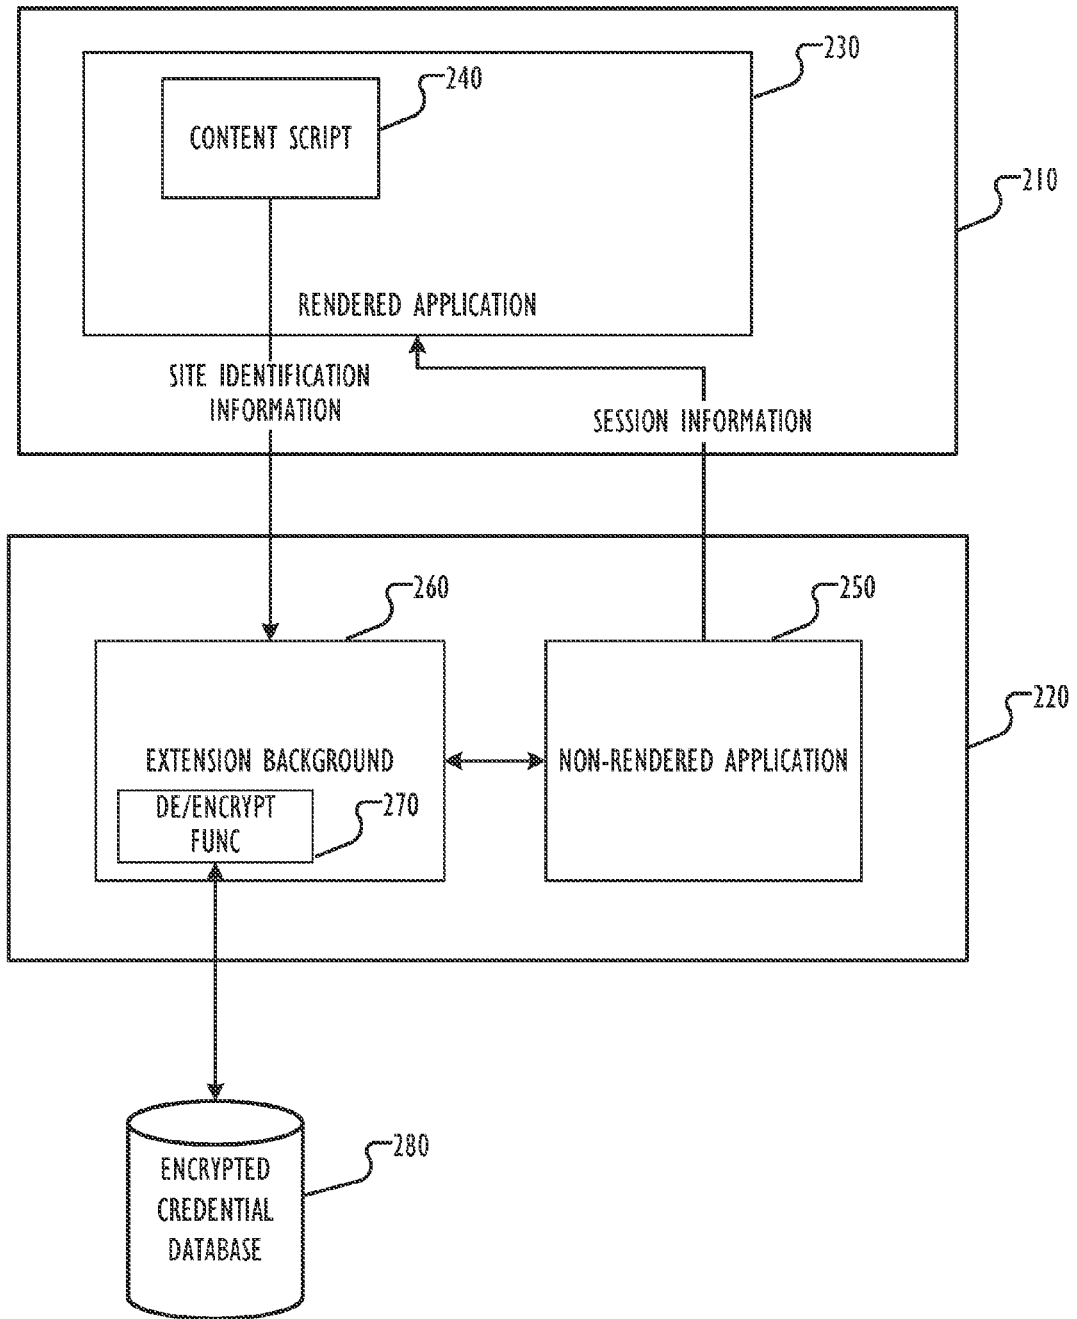 230
240
CONTENT SCRIPT
210
RENDERED APPLICATION
SITE IDENTIFICATION
INFORMATION
SESSION INFORMATION
260
250
220
EXTENSION BACKGROUND
NON-RENDERED APPLICATION
DE/ENCRYPT
FUNC
270
280
ENCRYPTED
CREDENTIAL
DATABASE